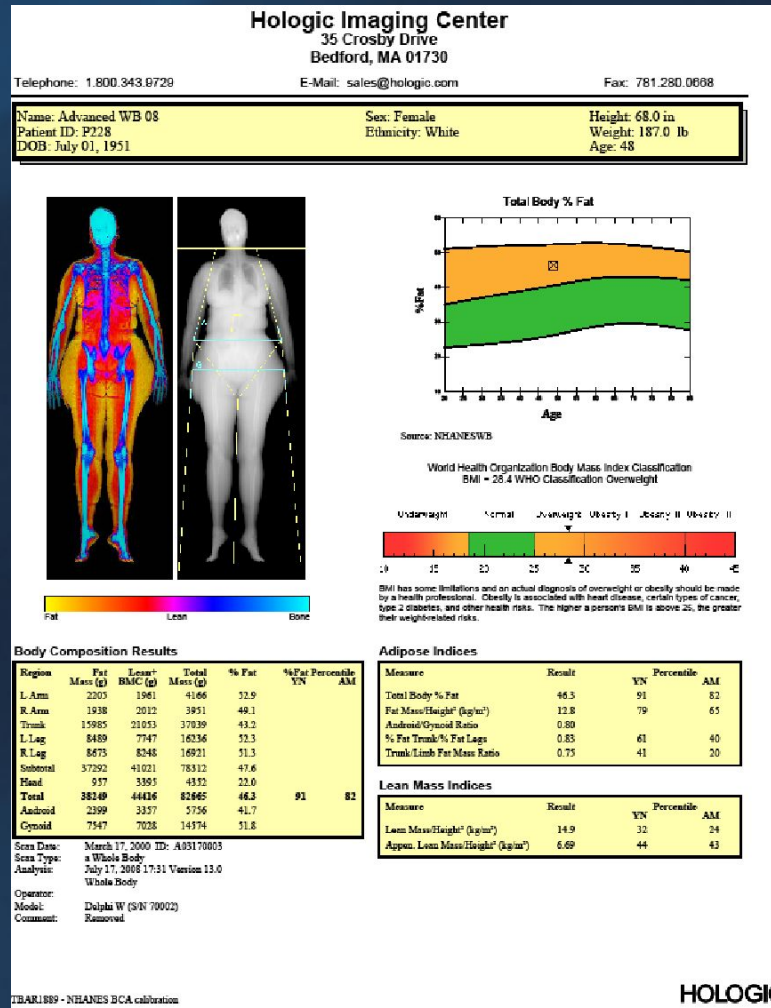 Hologic Imaging Center
35 Crosby Drive
Bedford, MA 01730
Telephone: 1.800.343.9729 E-Mail: sales@hologic.com Fax: 781.280.0668
Name: Advanced WB 08 Sex: Female Height: 68.0 in
Patient ID: P228 Ethnicity: White Weight: 187.0 lb
DOB: July 01, 1951 Age: 48
Total Body % Fat
%Fat
Age
Source: NHANESWB
World Health Organization Body Mass Index Classification
BMI = 28.4 WHO Classification Overweight
Underweight Normal Overweight Obesity I Obesity II Obesity III
10 15 20 25 30 35 40 45
BMI has some limitations and an actual diagnosis of overweight or obesity should be made
by a health professional. Obesity is associated with heart disease, certain types of cancer,
type 2 diabetes, and other health risks. The higher a person's BMI is above 25, the greater
their weight-related risks.
Fat Lean Bone
Body Composition Results
Region Fat Mass (g) Lean+ BMC (g) Total Mass (g) % Fat %Fat Percentile YN AM
L Arm 2205 1961 4166 52.9
R Arm 1938 2012 3951 49.1
Trunk 15985 21053 37039 43.2
L Leg 8489 7747 16236 52.3
R Leg 8673 8248 16921 51.3
Subtotal 37292 41021 78312 47.6
Head 957 3395 4352 22.0
Total 38249 44416 82665 46.3 91 82
Android 2399 3357 5756 41.7
Gynoid 7547 7028 14574 51.8
Scan Date: March 17, 2000 ID: A03170003
Scan Type: a Whole Body
Analysis: July 17, 2008 17:31 Version 13.0
Whole Body
Operator:
Model: Delphi W (S/N 70002)
Comment: Removed
Adipose Indices
Measure Result Percentile
YN AM
Total Body % Fat 46.3 91 82
Fat Mass/Height² (kg/m²) 12.8 79 65
Android/Gynoid Ratio 0.80
% Fat Trunk/% Fat Legs 0.83 61 40
Trunk/Limb Fat Mass Ratio 0.75 41 20
Lean Mass Indices
Measure Result Percentile
YN AM
Lean Mass/Height² (kg/m²) 14.9 32 24
Appen. Lean Mass/Height² (kg/m²) 6.69 44 43
TBAR1889 - NHANES BCA calibration
HOLOGIC